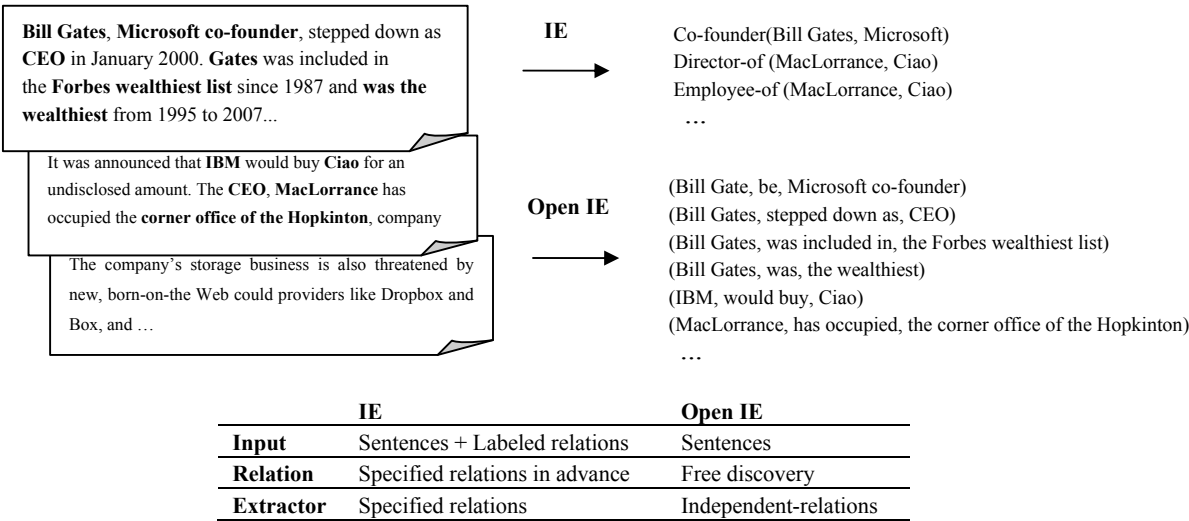 Bill Gates, Microsoft co-founder, stepped down as
CEO in January 2000. Gates was included in
the Forbes wealthiest list since 1987 and was the
wealthiest from 1995 to 2007...
It was announced that IBM would buy Ciao for an
undisclosed amount. The CEO, MacLorrance has
occupied the corner office of the Hopkinton, company
The company's storage business is also threatened by
new, born-on-the Web could providers like Dropbox and
Box, and …
IE
Co-founder(Bill Gates, Microsoft)
Director-of (MacLorrance, Ciao)
Employee-of (MacLorrance, Ciao)
…
Open IE
(Bill Gate, be, Microsoft co-founder)
(Bill Gates, stepped down as, CEO)
(Bill Gates, was included in, the Forbes wealthiest list)
(Bill Gates, was, the wealthiest)
(IBM, would buy, Ciao)
(MacLorrance, has occupied, the corner office of the Hopkinton)
…
IE Open IE
Input Sentences + Labeled relations Sentences
Relation Specified relations in advance Free discovery
Extractor Specified relations Independent-relations